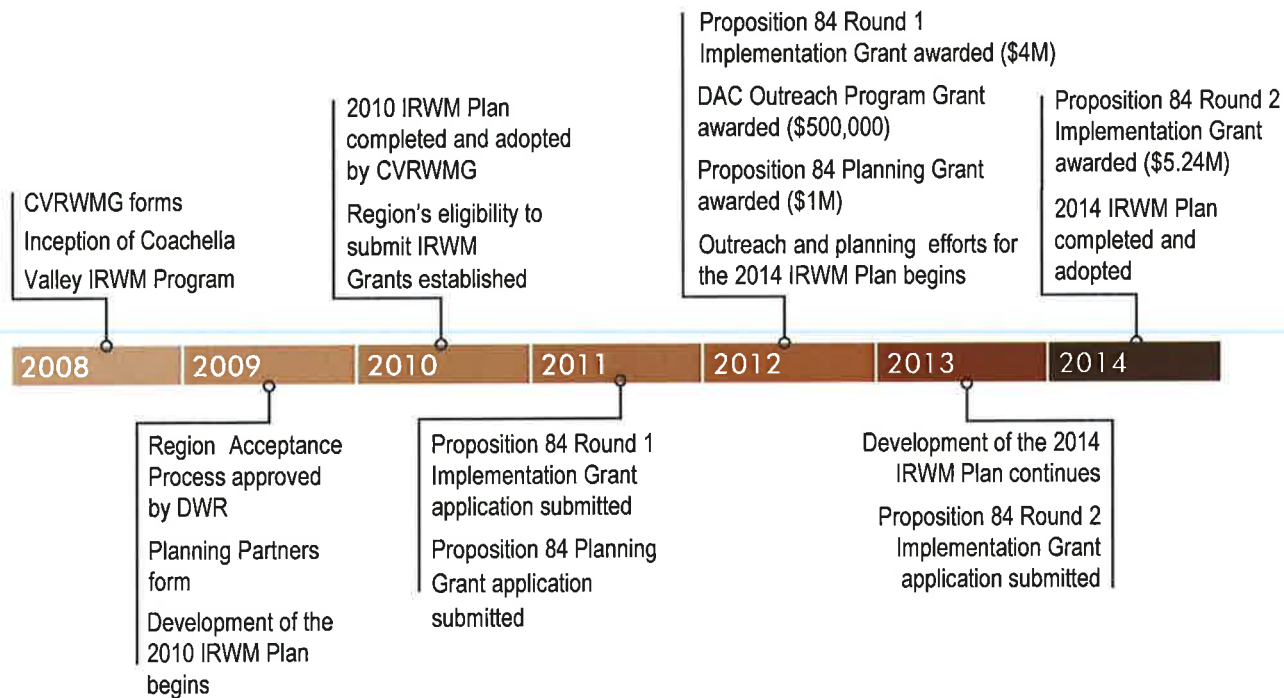 CVRWMG forms
Inception of Coachella
Valley IRWM Program
2010 IRWM Plan
completed and adopted
by CVRWMG
Region's eligibility to
submit IRWM
Grants established
Proposition 84 Round 1
Implementation Grant awarded ($4M)
DAC Outreach Program Grant
awarded ($500,000)
Proposition 84 Planning Grant
awarded ($1M)
Outreach and planning efforts for
the 2014 IRWM Plan begins
Proposition 84 Round 2
Implementation Grant
awarded ($5.24M)
2014 IRWM Plan
completed and
adopted
2008 2009 2010 2011 2012 2013 2014
Region Acceptance
Process approved
by DWR
Planning Partners
form
Development of the
2010 IRWM Plan
begins
Proposition 84 Round 1
Implementation Grant
application submitted
Proposition 84 Planning
Grant application
submitted
Development of the 2014
IRWM Plan continues
Proposition 84 Round 2
Implementation Grant
application submitted